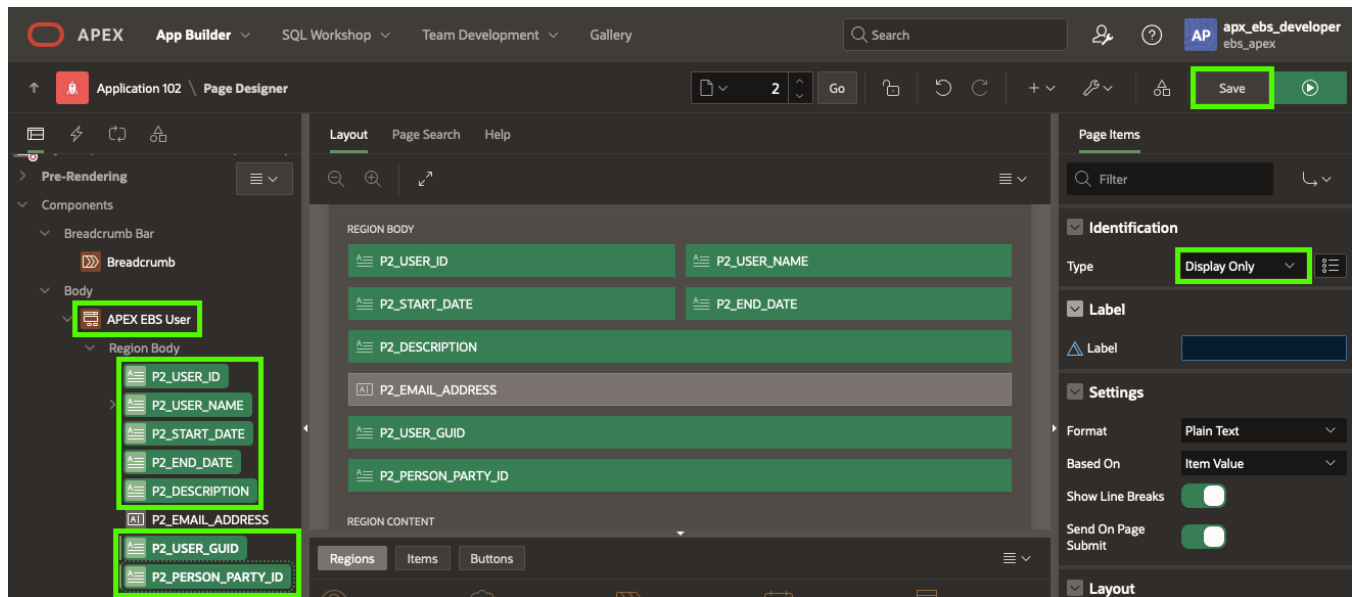 APEX App Builder SQL Workshop Team Development Gallery Search AP apx_ebs_developer
ebs_apex
Application 102 \ Page Designer 2 Go Save
Layout Page Search Help
Page Items
Pre-Rendering
Components
Breadcrumb Bar
Breadcrumb
Body
APEX EBS User
Region Body
P2_USER_ID
P2_USER_NAME
P2_START_DATE
P2_END_DATE
P2_DESCRIPTION
P2_EMAIL_ADDRESS
P2_USER_GUID
P2_PERSON_PARTY_ID
REGION BODY
P2_USER_ID P2_USER_NAME
P2_START_DATE P2_END_DATE
P2_DESCRIPTION
P2_EMAIL_ADDRESS
P2_USER_GUID
P2_PERSON_PARTY_ID
REGION CONTENT
Regions Items Buttons
Filter
Identification
Type Display Only
Label
Label
Settings
Format Plain Text
Based On Item Value
Show Line Breaks
Send On Page
Submit
Layout